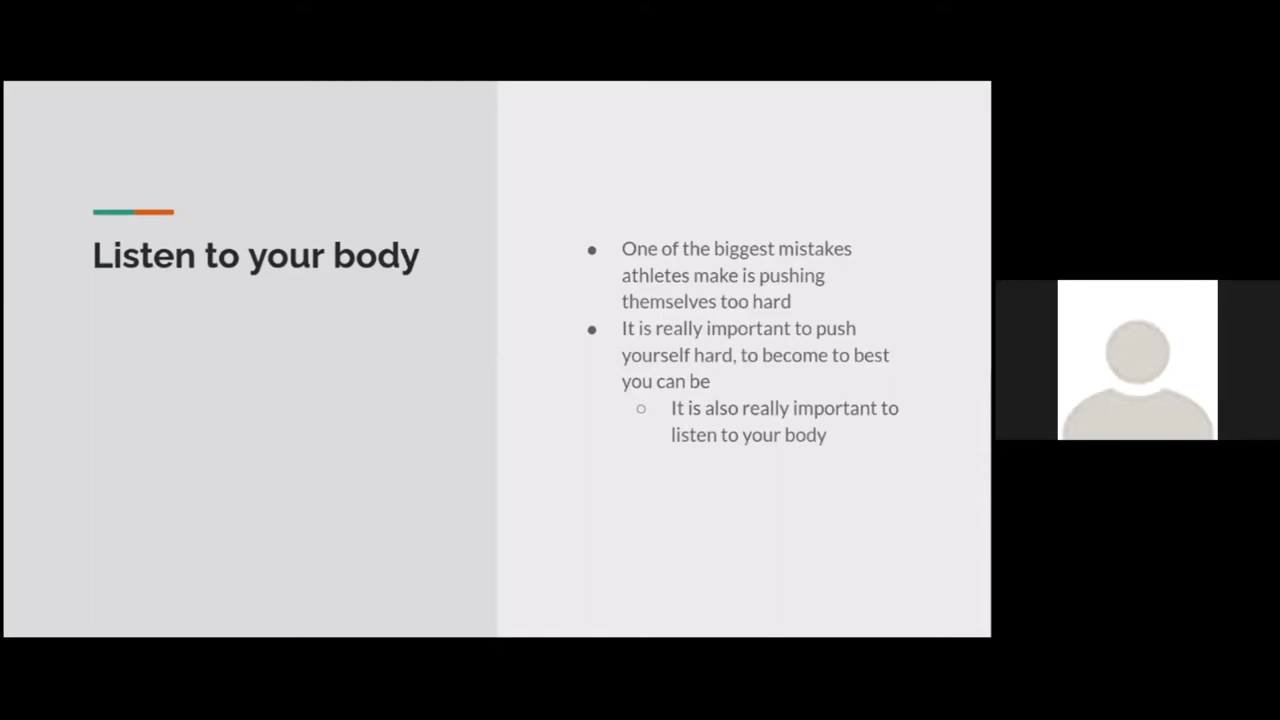 Listen to your body
● One of the biggest mistakes
athletes make is pushing
themselves too hard
● It is really important to push
yourself hard, to become to best
you can be
○ It is also really important to
listen to your body